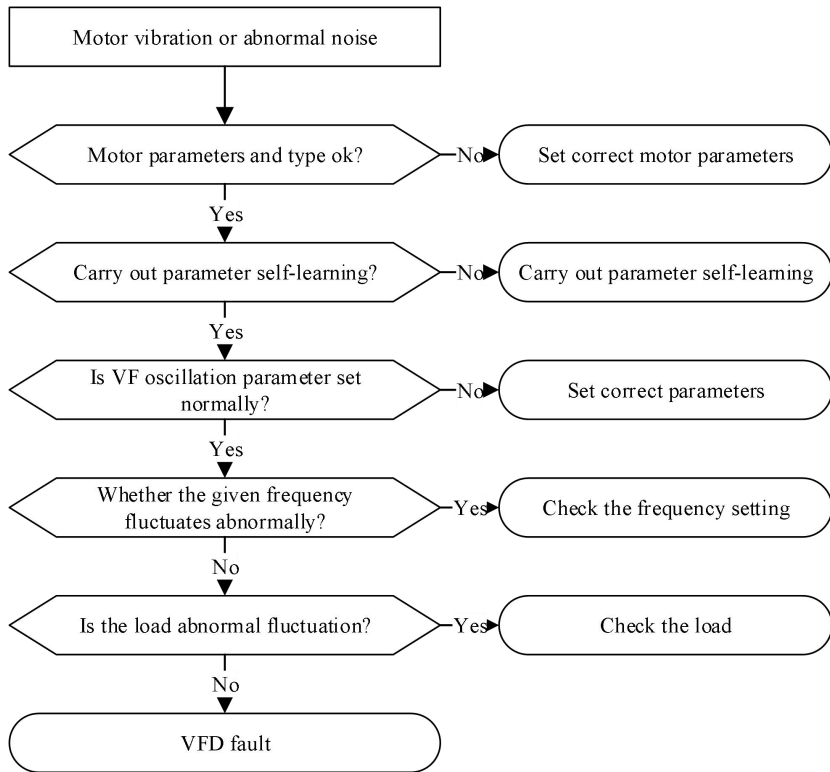 Motor vibration or abnormal noise
Motor parameters and type ok?
No
Set correct motor parameters
Yes
Carry out parameter self-learning?
No
Carry out parameter self-learning
Yes
Is VF oscillation parameter set
normally?
No
Set correct parameters
Yes
Whether the given frequency
fluctuates abnormally?
Yes
Check the frequency setting
No
Is the load abnormal fluctuation?
Yes
Check the load
No
VFD fault